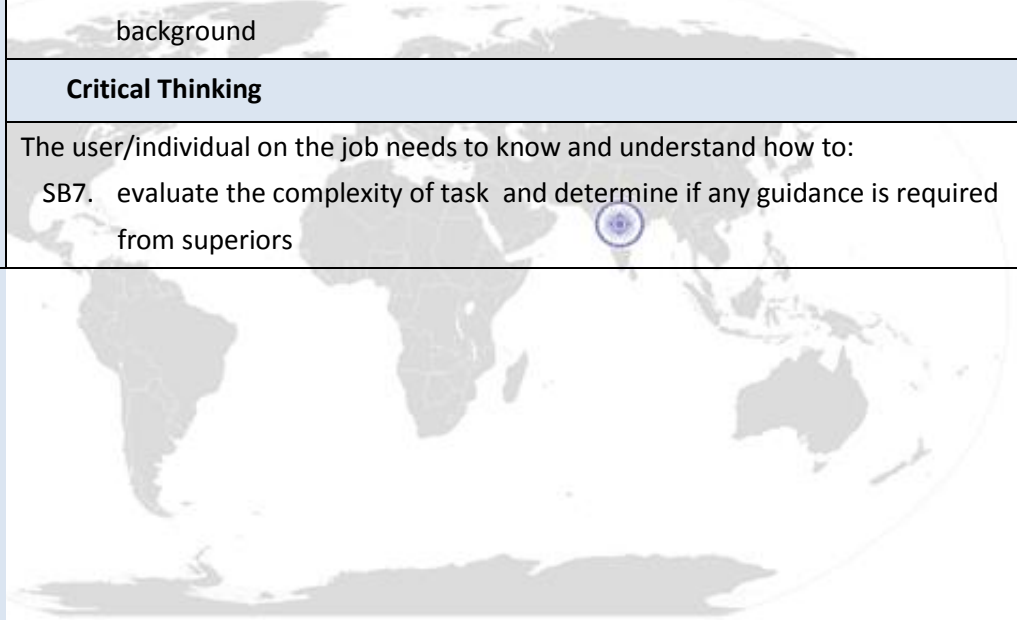 background
Critical Thinking
The user/individual on the job needs to know and understand how to:
SB7. evaluate the complexity of task and determine if any guidance is required
from superiors